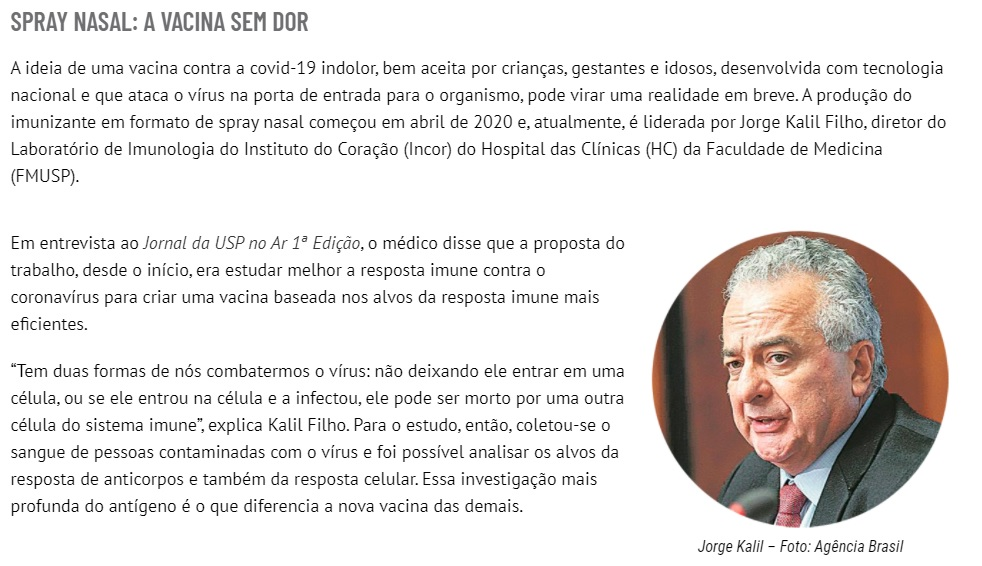 SPRAY NASAL: A VACINA SEM DOR
A ideia de uma vacina contra a covid-19 indolor, bem aceita por crianças, gestantes e idosos, desenvolvida com tecnologia
nacional e que ataca o vírus na porta de entrada para o organismo, pode virar uma realidade em breve. A produção do
imunizante em formato de spray nasal começou em abril de 2020 e, atualmente, é liderada por Jorge Kalil Filho, diretor do
Laboratório de Imunologia do Instituto do Coração (Incor) do Hospital das Clínicas (HC) da Faculdade de Medicina
(FMUSP).
Em entrevista ao Jornal da USP no Ar 1ª Edição, o médico disse que a proposta do
trabalho, desde o início, era estudar melhor a resposta imune contra o
coronavírus para criar uma vacina baseada nos alvos da resposta imune mais
eficientes.
“Tem duas formas de nós combatermos o vírus: não deixando ele entrar em uma
célula, ou se ele entrou na célula e a infectou, ele pode ser morto por uma outra
célula do sistema imune”, explica Kalil Filho. Para o estudo, então, coletou-se o
sangue de pessoas contaminadas com o vírus e foi possível analisar os alvos da
resposta de anticorpos e também da resposta celular. Essa investigação mais
profunda do antígeno é o que diferencia a nova vacina das demais.
Jorge Kalil – Foto: Agência Brasil